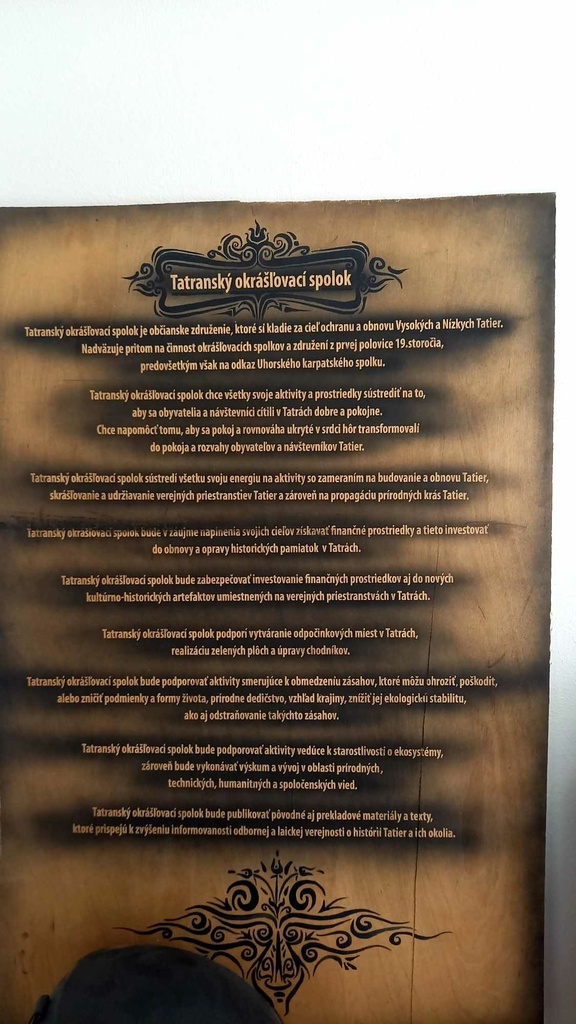 Tatranský okrášľovací spolok
Tatranský okrášľovací spolok je občianske združenie, ktoré si kladie za cieľ ochranu a obnovu Vysokých a Nízkych Tatier.
Nadväzuje pritom na činnost okrášľovacích spolkov a združení z prvej polovice 19.storočia,
predovšetkým však na odkaz Uhorského karpatského spolku.
Tatranský okrášľovací spolok chce všetky svoje aktivity a prostriedky sústrediť na to,
aby sa obyvatelia a návštevníci cítili v Tatrách dobre a pokojne.
Chce napomôcť tomu, aby sa pokoj a rovnováha ukryté v srdci hôr transformovali
do pokoja a rozvahy obyvateľov a návštevníkov Tatier.
Tatranský okrášľovací spolok sústredí všetku svoju energiu na aktivity so zameraním na budovanie a obnovu Tatier,
skrášľovanie a udržiavanie verejných priestranstiev Tatier a zároveň na propagáciu prírodných krás Tatier.
Tatranský okrášľovací spolok bude v záujme naplnenia svojich cieľov získavať finančné prostriedky a tieto investovať
do obnovy a opravy historických pamiatok v Tatrách.
Tatranský okrášľovací spolok bude zabezpečovať investovanie finančných prostriedkov aj do nových
kultúrno-historických artefaktov umiestnených na verejných priestranstvách v Tatrách.
Tatranský okrášľovací spolok podporí vytváranie odpočinkových miest v Tatrách,
realizáciu zelených plôch a úpravy chodníkov.
Tatranský okrášľovací spolok bude podporovať aktivity smerujúce k obmedzeniu zásahov, ktoré môžu ohroziť, poškodiť,
alebo zničiť podmienky a formy života, prírodne dedičstvo, vzhľad krajiny, znížiť jej ekologickú stabilitu,
ako aj odstraňovanie takýchto zásahov.
Tatranský okrášľovací spolok bude podporovať aktivity vedúce k starostlivosti o ekosystémy,
zároveň bude vykonávať výskum a vývoj v oblasti prírodných,
technických, humanitných a spoločenských vied.
Tatranský okrášľovací spolok bude publikovať pôvodné aj prekladové materiály a texty,
ktoré prispejú k zvýšeniu informovanosti odbornej a laickej verejnosti o histórii Tatier a ich okolia.